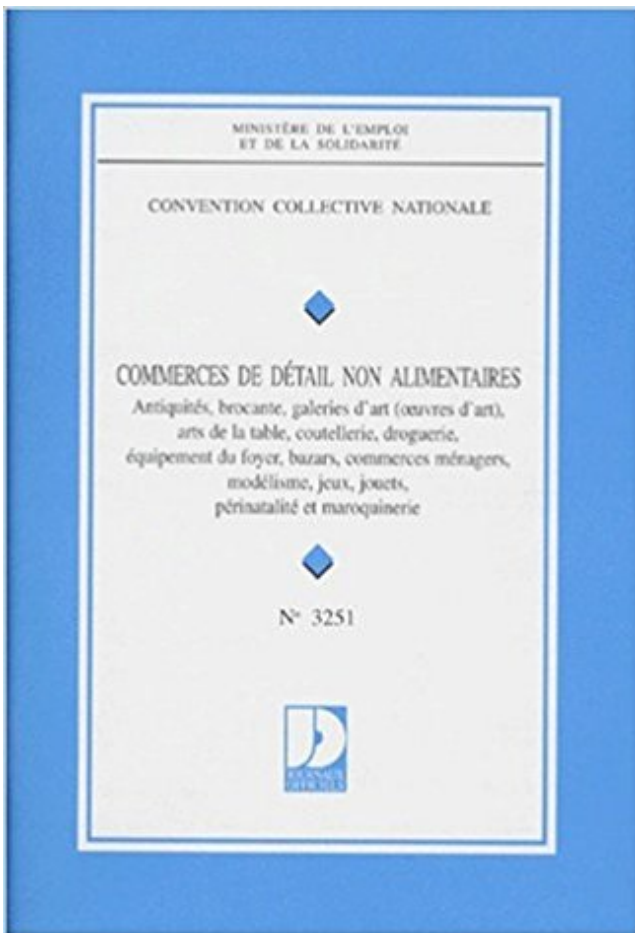 MINISTÈRE DE L'EMPLOI
ET DE LA SOLIDARITÉ
CONVENTION COLLECTIVE NATIONALE
COMMERCES DE DÉTAIL NON ALIMENTAIRES
Antiquités, brocante, galeries d'art (œuvres d'art),
arts de la table, coutellerie, droguerie,
équipement du foyer, bazars, commerces ménagers,
modélisme, jeux, jouets,
périnatalité et maroquinerie
N° 3251
JOURNAUX
OFFICIELS